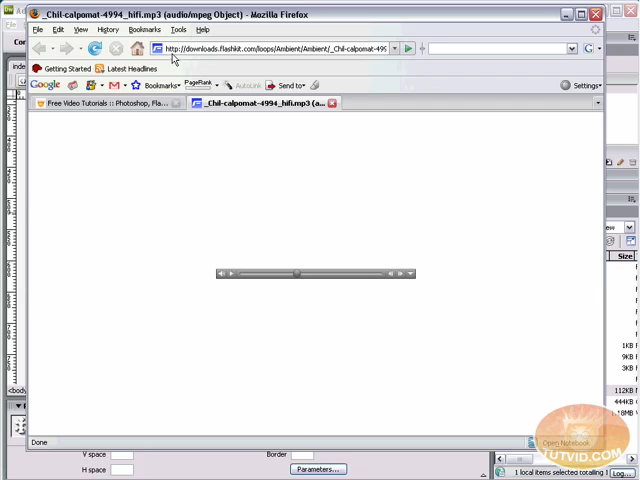 _Chil-calpomat-4994_hifi.mp3 (audio/mpeg Object) - Mozilla Firefox
File Edit View History Bookmarks Tools Help
http://downloads.flashkit.com/loops/Ambient/Ambient/_Chil-calpomat-499
Getting Started Latest Headlines
Google Bookmarks PageRank AutoLink Send to Settings
Free Video Tutorials :: Photoshop, Fla... _Chil-calpomat-4994_hifi.mp3 (a...
Size
1KB
6KB
3KB
112KB
444KB
Done
Open Notebook
TUTVID.COM
V space Border
H space Parameters...
1 local items selected totalling Log...